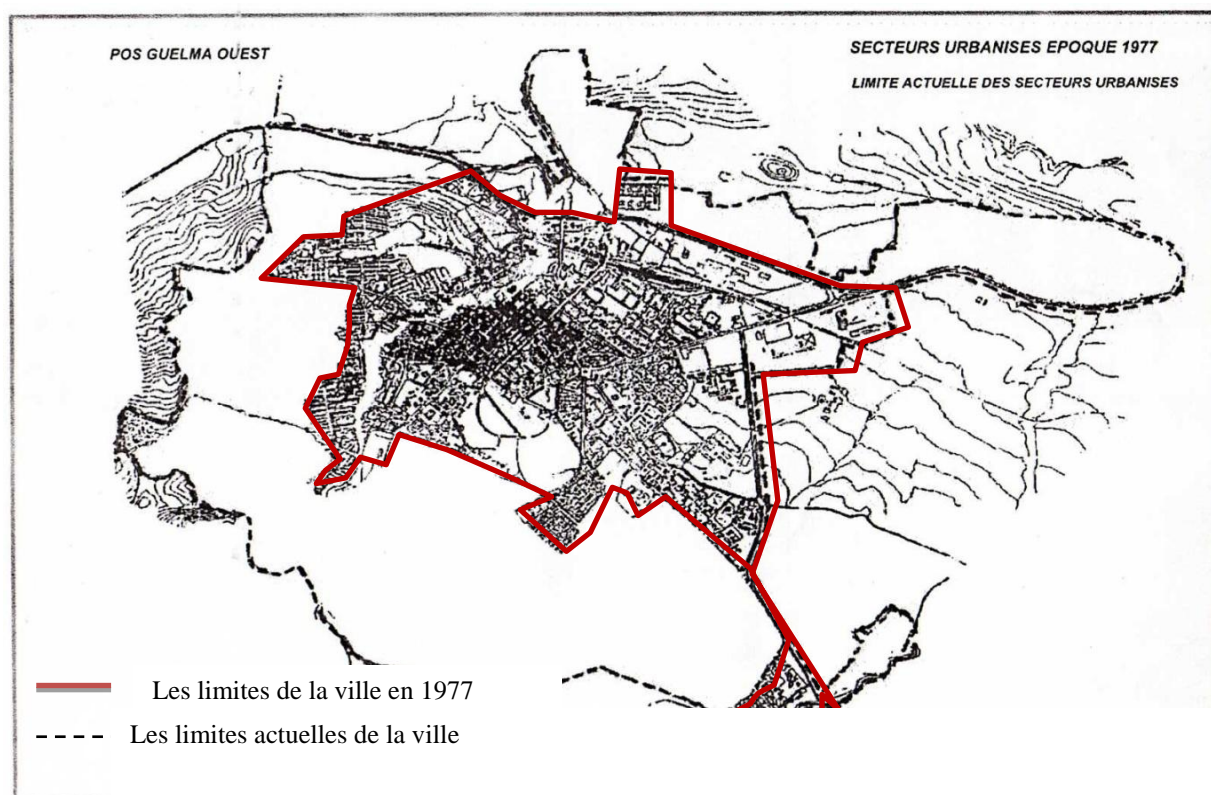 POS GUELMA OUEST
SECTEURS URBANISES EPOQUE 1977
LIMITE ACTUELLE DES SECTEURS URBANISES
Les limites de la ville en 1977
Les limites actuelles de la ville